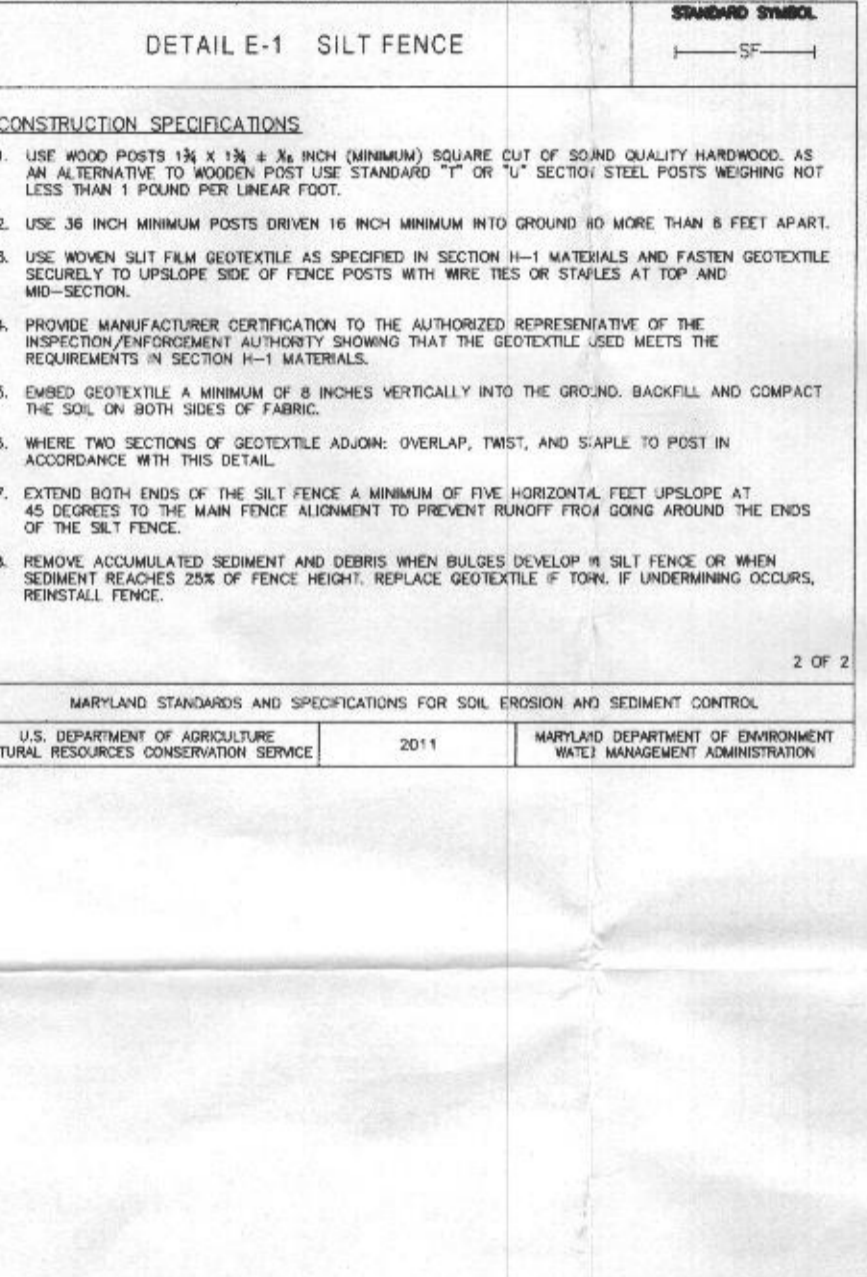 STANDARD SYMBOL
DETAIL E-1 SILT FENCE
SF
CONSTRUCTION SPECIFICATIONS
1. USE WOOD POSTS 1¾ X 1¾ ± 1/16 INCH (MINIMUM) SQUARE CUT OF SOUND QUALITY HARDWOOD. AS
AN ALTERNATIVE TO WOODEN POST USE STANDARD "T" OR "U" SECTION STEEL POSTS WEIGHING NOT
LESS THAN 1 POUND PER LINEAR FOOT.
2. USE 36 INCH MINIMUM POSTS DRIVEN 16 INCH MINIMUM INTO GROUND NO MORE THAN 6 FEET APART.
3. USE WOVEN SLIT FILM GEOTEXTILE AS SPECIFIED IN SECTION H-1 MATERIALS AND FASTEN GEOTEXTILE
SECURELY TO UPSLOPE SIDE OF FENCE POSTS WITH WIRE TIES OR STAPLES AT TOP AND
MID-SECTION.
4. PROVIDE MANUFACTURER CERTIFICATION TO THE AUTHORIZED REPRESENTATIVE OF THE
INSPECTION/ENFORCEMENT AUTHORITY SHOWING THAT THE GEOTEXTILE USED MEETS THE
REQUIREMENTS IN SECTION H-1 MATERIALS.
5. EMBED GEOTEXTILE A MINIMUM OF 8 INCHES VERTICALLY INTO THE GROUND. BACKFILL AND COMPACT
THE SOIL ON BOTH SIDES OF FABRIC.
6. WHERE TWO SECTIONS OF GEOTEXTILE ADJOIN: OVERLAP, TWIST, AND STAPLE TO POST IN
ACCORDANCE WITH THIS DETAIL
7. EXTEND BOTH ENDS OF THE SILT FENCE A MINIMUM OF FIVE HORIZONTAL FEET UPSLOPE AT
45 DEGREES TO THE MAIN FENCE ALIGNMENT TO PREVENT RUNOFF FROM GOING AROUND THE ENDS
OF THE SILT FENCE.
8. REMOVE ACCUMULATED SEDIMENT AND DEBRIS WHEN BULGES DEVELOP IN SILT FENCE OR WHEN
SEDIMENT REACHES 25% OF FENCE HEIGHT. REPLACE GEOTEXTILE IF TORN. IF UNDERMINING OCCURS,
REINSTALL FENCE.
2 OF 2
MARYLAND STANDARDS AND SPECIFICATIONS FOR SOIL EROSION AND SEDIMENT CONTROL
U.S. DEPARTMENT OF AGRICULTURE
TURAL RESOURCES CONSERVATION SERVICE
2011
MARYLAND DEPARTMENT OF ENVIRONMENT
WATER MANAGEMENT ADMINISTRATION